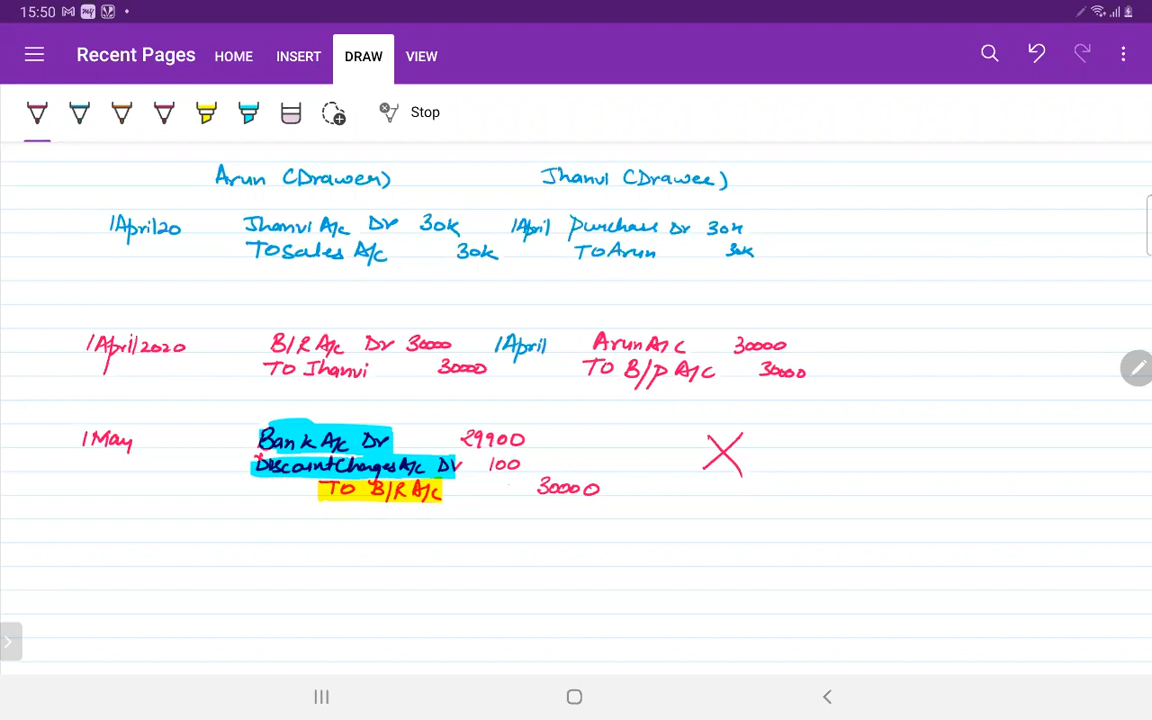 15:50
Recent Pages HOME INSERT DRAW VIEW
Stop
Arun (Drawer) Jhanvi (Drawee)
1April20 Jhanvi A/c Dr 30k 1April Purchase Dr 30k
To Sales A/c 30k To Arun 30k
1April2020 B/R A/c Dr 30000 1April Arun A/c 30000
To Jhanvi 30000 To B/P A/c 30000
1May Bank A/c Dr 29900
Discount Charges A/c Dr 100
To B/R A/c 30000